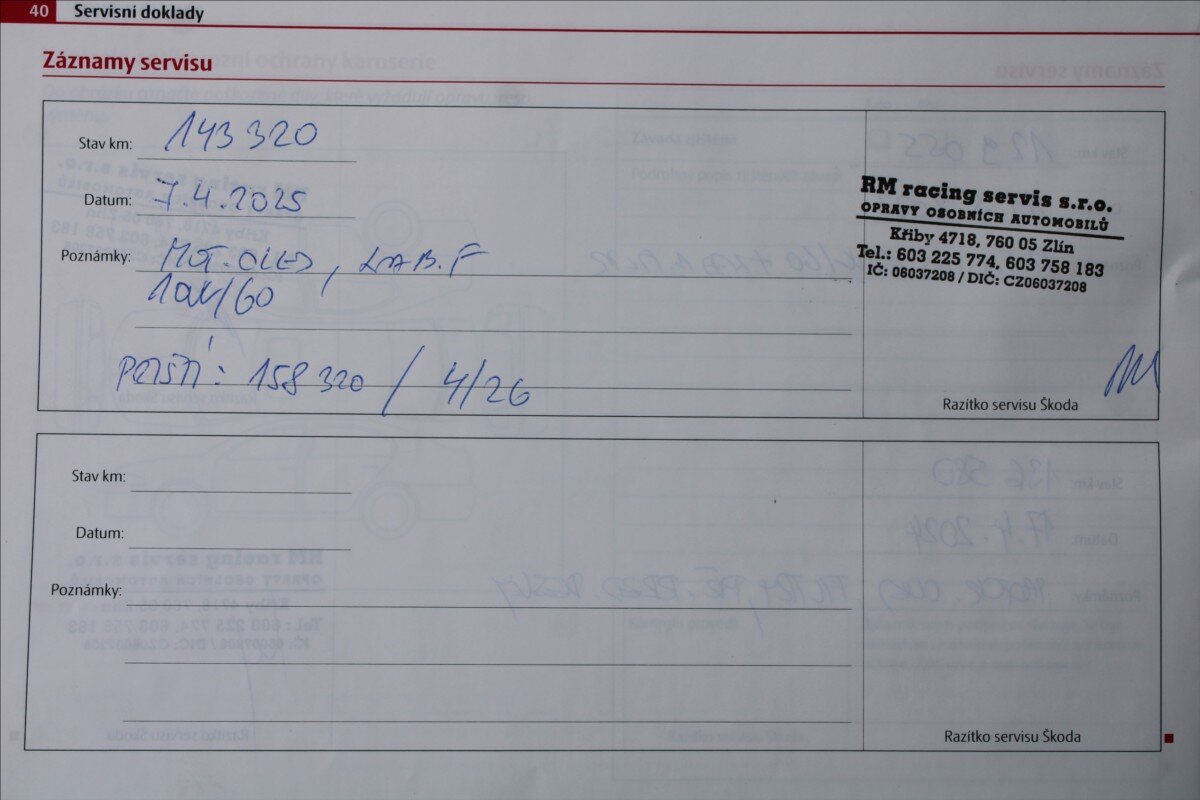 40 Servisní doklady
Záznamy servisu
Stav km: 143 320
Datum: 7.4.2025
Poznámky: MOT. OLEJ, KAB. F
10W/60
PŘÍŠTÍ: 158 320 / 4/26
RM racing servis s.r.o.
OPRAVY OSOBNÍCH AUTOMOBILŮ
Křiby 4718, 760 05 Zlín
Tel.: 603 225 774, 603 758 183
IČ: 06037208 / DIČ: CZ06037208
Razítko servisu Škoda
Stav km:
Datum:
Poznámky:
Razítko servisu Škoda